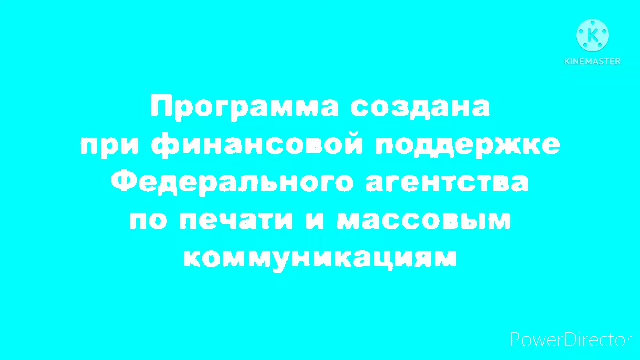 KINEMASTER
Программа создана
при финансовой поддержке
Федерального агентства
по печати и массовым
коммуникациям
PowerDirector